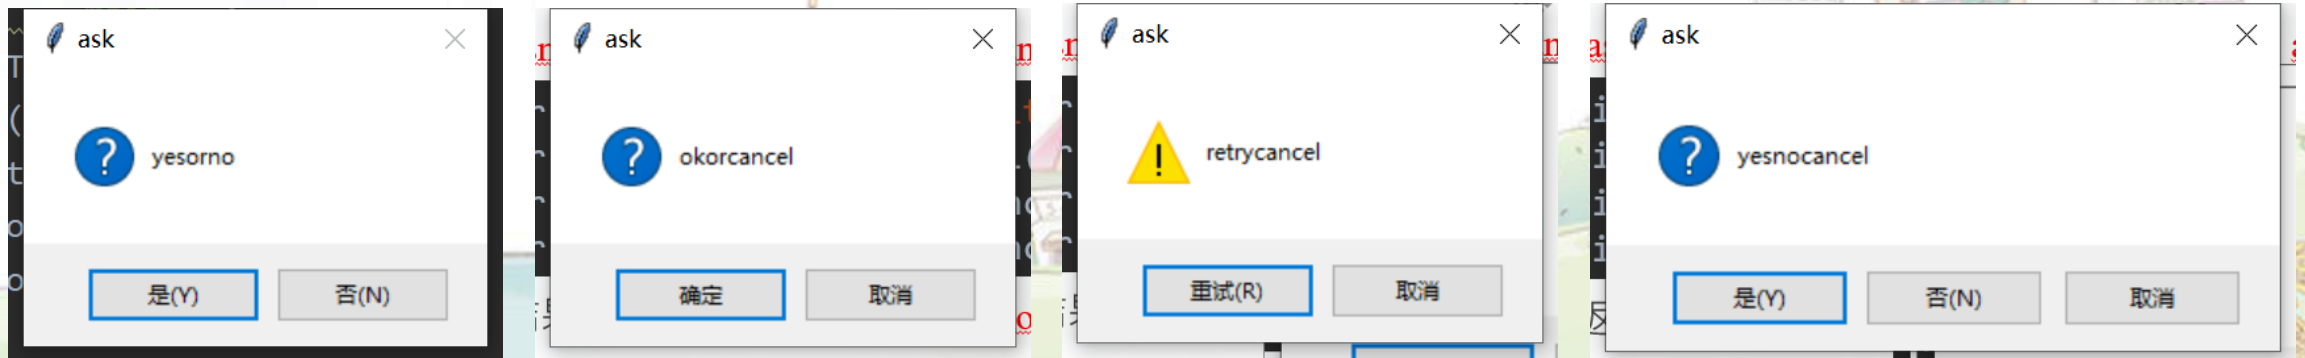 ask
yesorno
是(Y) 否(N)
ask
okorcancel
确定 取消
ask
retrycancel
重试(R) 取消
ask
yesnocancel
是(Y) 否(N) 取消